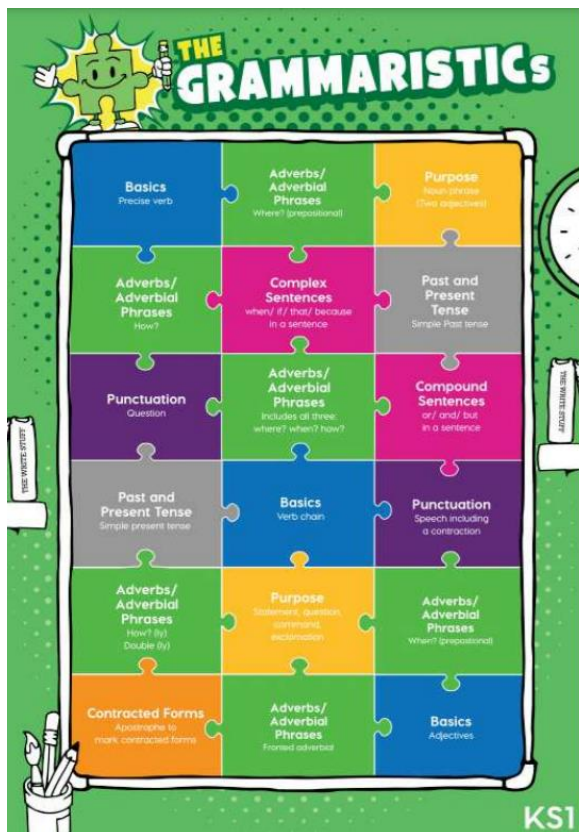 THE
GRAMMARISTICS
Basics
Precise verb
Adverbs/
Adverbial
Phrases
Where? (prepositional)
Purpose
Noun phrase
(Two adjectives)
Adverbs/
Adverbial
Phrases
How?
Complex
Sentences
when/ if/ that/ because
in a sentence
Past and
Present
Tense
Simple Past tense
Punctuation
Question
Adverbs/
Adverbial
Phrases
Includes all three:
where? when? how?
Compound
Sentences
or/ and/ but
in a sentence
THE WRITE STUFF
THE WRITE STUFF
Past and
Present Tense
Simple present tense
Basics
Verb chain
Punctuation
Speech including
a contraction
Adverbs/
Adverbial
Phrases
How? (ly)
Double (ly)
Purpose
Statement, question,
command,
exclamation
Adverbs/
Adverbial
Phrases
When? (prepositional)
Contracted Forms
Apostrophe to
mark contracted forms
Adverbs/
Adverbial
Phrases
Fronted adverbial
Basics
Adjectives
KS1